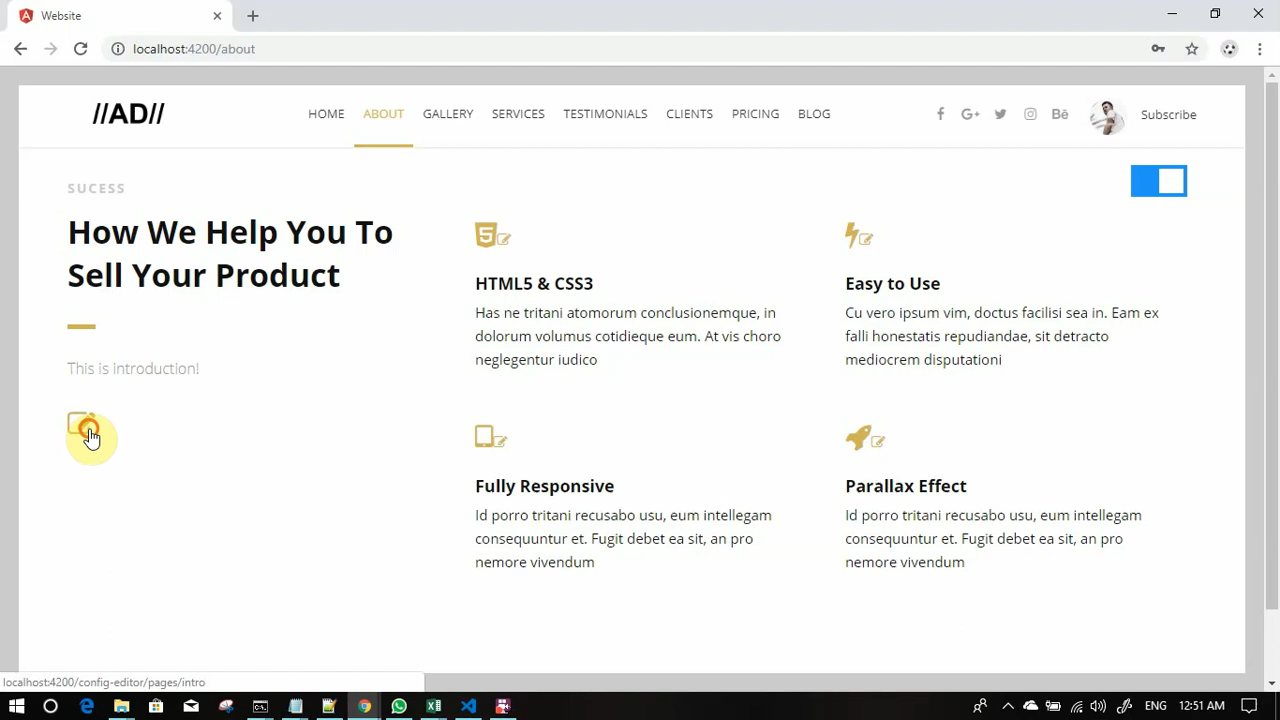 Website
localhost:4200/about
//AD//
HOME ABOUT GALLERY SERVICES TESTIMONIALS CLIENTS PRICING BLOG
Subscribe
SUCESS
How We Help You To
Sell Your Product
This is introduction!
HTML5 & CSS3
Has ne tritani atomorum conclusionemque, in
dolorum volumus cotidieque eum. At vis choro
neglegentur iudico
Easy to Use
Cu vero ipsum vim, doctus facilisi sea in. Eam ex
falli honestatis repudiandae, sit detracto
mediocrem disputationi
Fully Responsive
Id porro tritani recusabo usu, eum intellegam
consequuntur et. Fugit debet ea sit, an pro
nemore vivendum
Parallax Effect
Id porro tritani recusabo usu, eum intellegam
consequuntur et. Fugit debet ea sit, an pro
nemore vivendum
localhost:4200/config-editor/pages/intro
ENG 12:51 AM